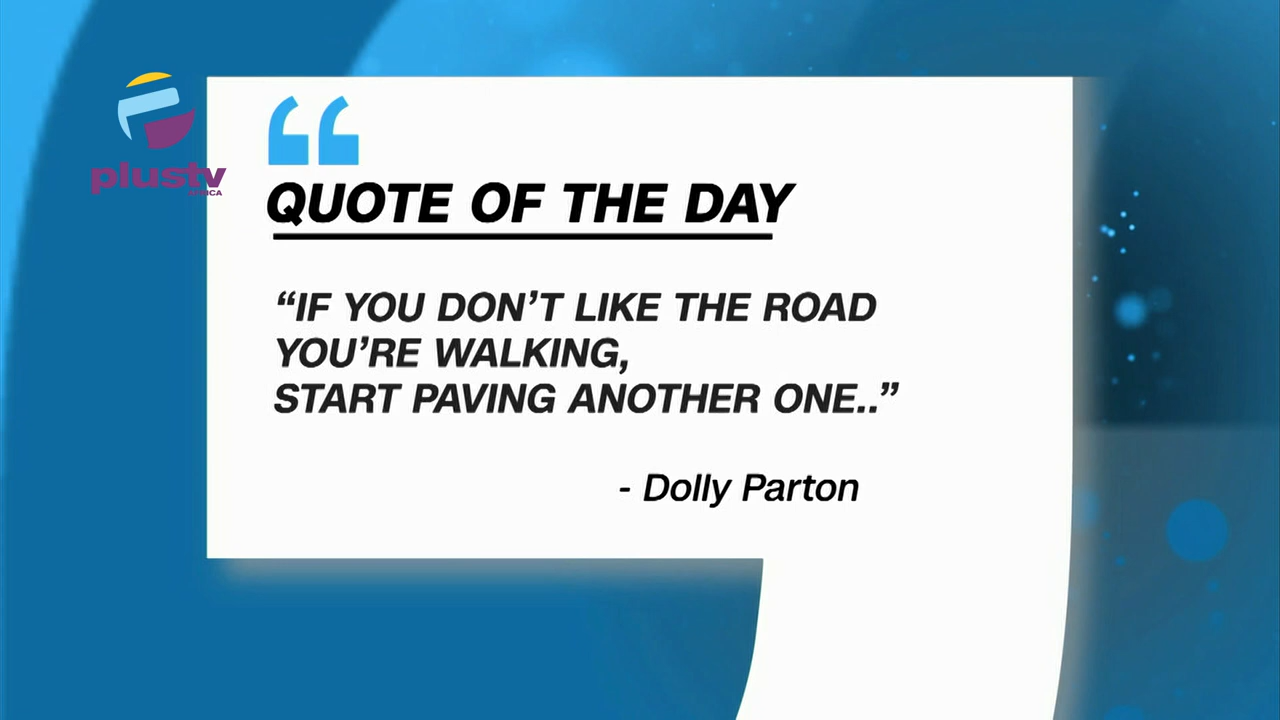 plustv
AFRICA
QUOTE OF THE DAY
“IF YOU DON’T LIKE THE ROAD
YOU’RE WALKING,
START PAVING ANOTHER ONE..”
- Dolly Parton